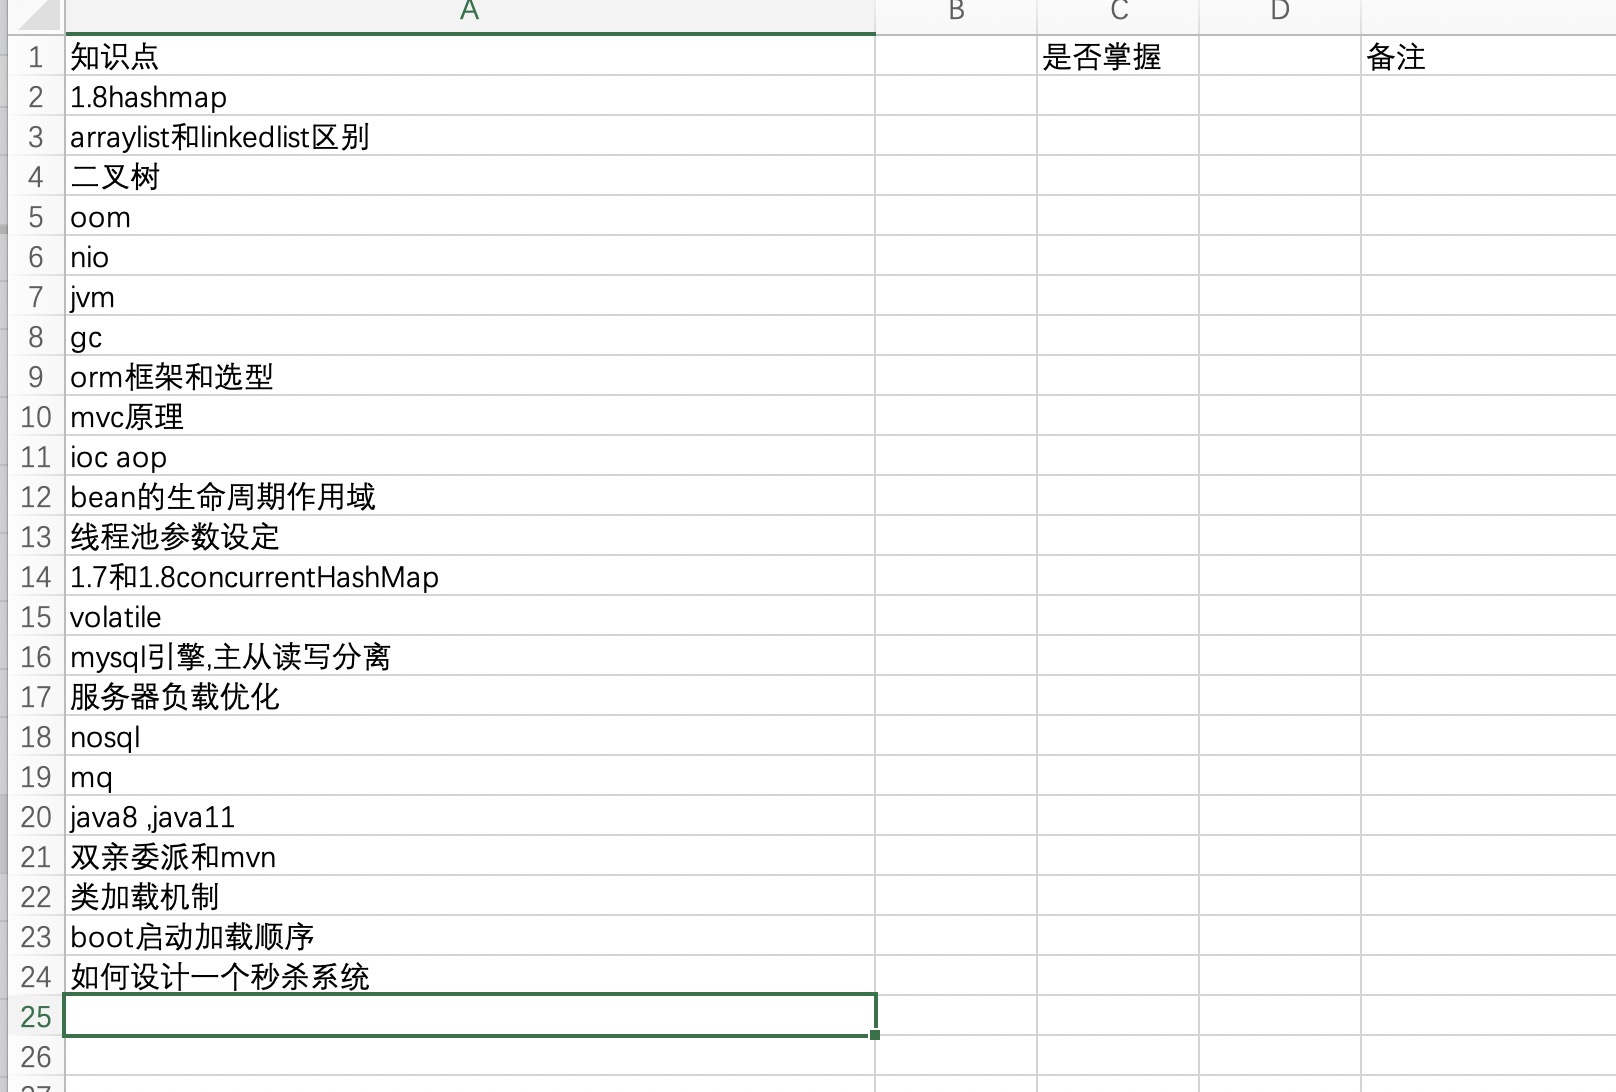 A B C D
1 知识点 是否掌握 备注
2 1.8hashmap
3 arraylist和linkedlist区别
4 二叉树
5 oom
6 nio
7 jvm
8 gc
9 orm框架和选型
10 mvc原理
11 ioc aop
12 bean的生命周期作用域
13 线程池参数设定
14 1.7和1.8concurrentHashMap
15 volatile
16 mysql引擎,主从读写分离
17 服务器负载优化
18 nosql
19 mq
20 java8 ,java11
21 双亲委派和mvn
22 类加载机制
23 boot启动加载顺序
24 如何设计一个秒杀系统
25
26
27